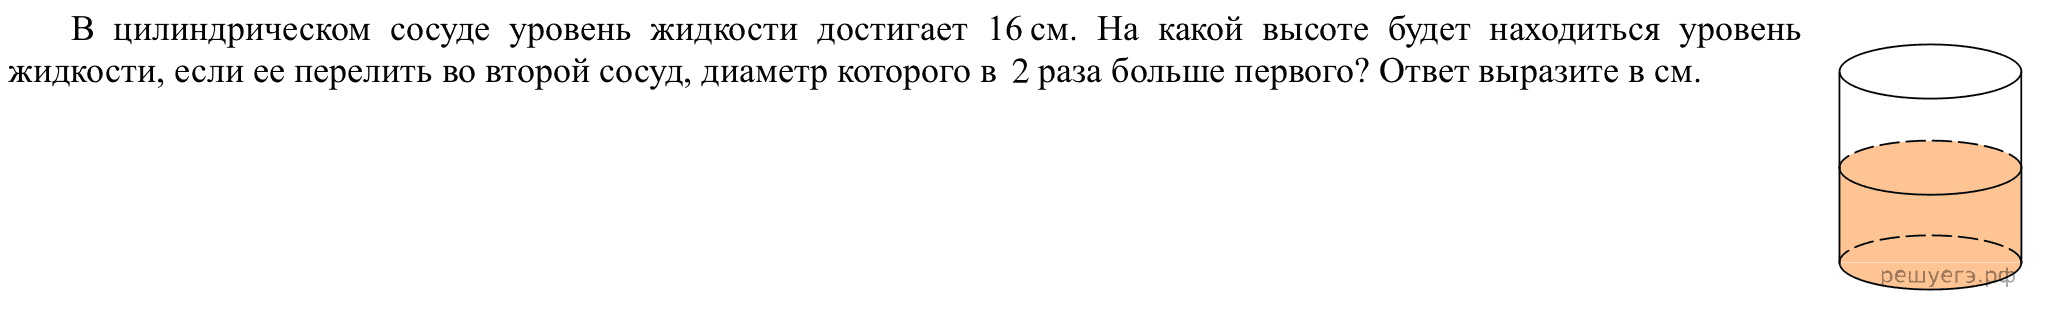 В цилиндрическом сосуде уровень жидкости достигает 16 см. На какой высоте будет находиться уровень
жидкости, если ее перелить во второй сосуд, диаметр которого в 2 раза больше первого? Ответ выразите в см.
решуегэ.рф